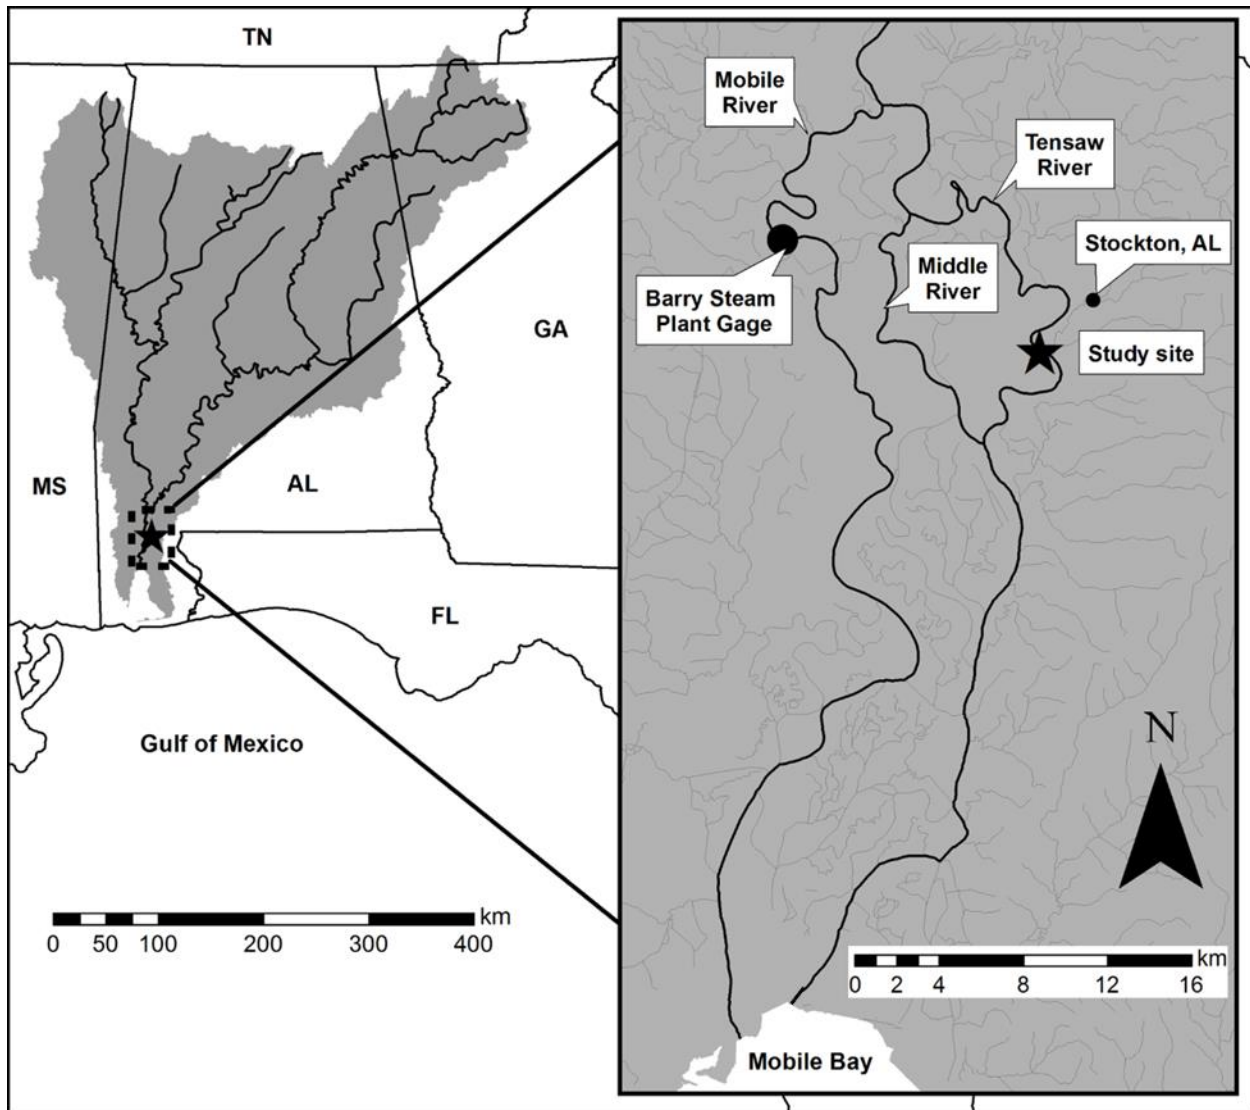 TN
MS
AL
GA
FL
Gulf of Mexico
km
0 50 100 200 300 400
Mobile
River
Tensaw
River
Stockton, AL
Middle
River
Barry Steam
Plant Gage
Study site
N
km
0 2 4 8 12 16
Mobile Bay